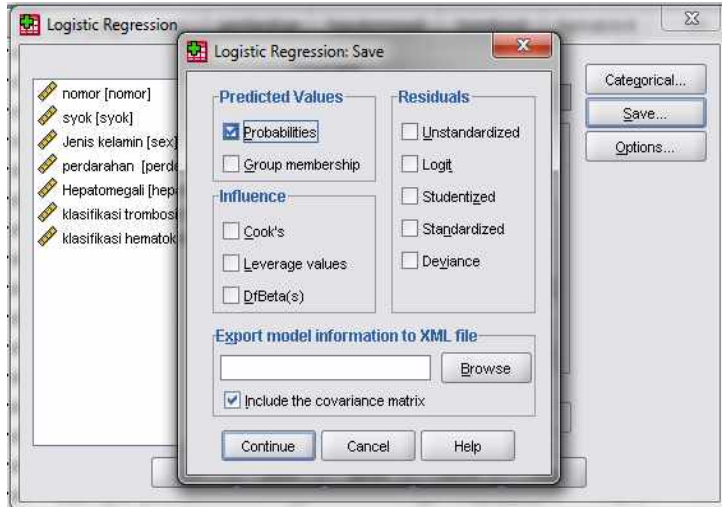 Logistic Regression
Logistic Regression: Save
nomor [nomor]
syok [syok]
Jenis kelamin [sex]
perdarahan [perda
Hepatomegali [hep
klasifikasi trombosi
klasifikasi hematok
Predicted Values
Probabilities
Group membership
Influence
Cook's
Leverage values
DfBeta(s)
Residuals
Unstandardized
Logit
Studentized
Standardized
Deviance
Export model information to XML file
Browse
Include the covariance matrix
Continue
Cancel
Help
Categorical...
Save...
Options...